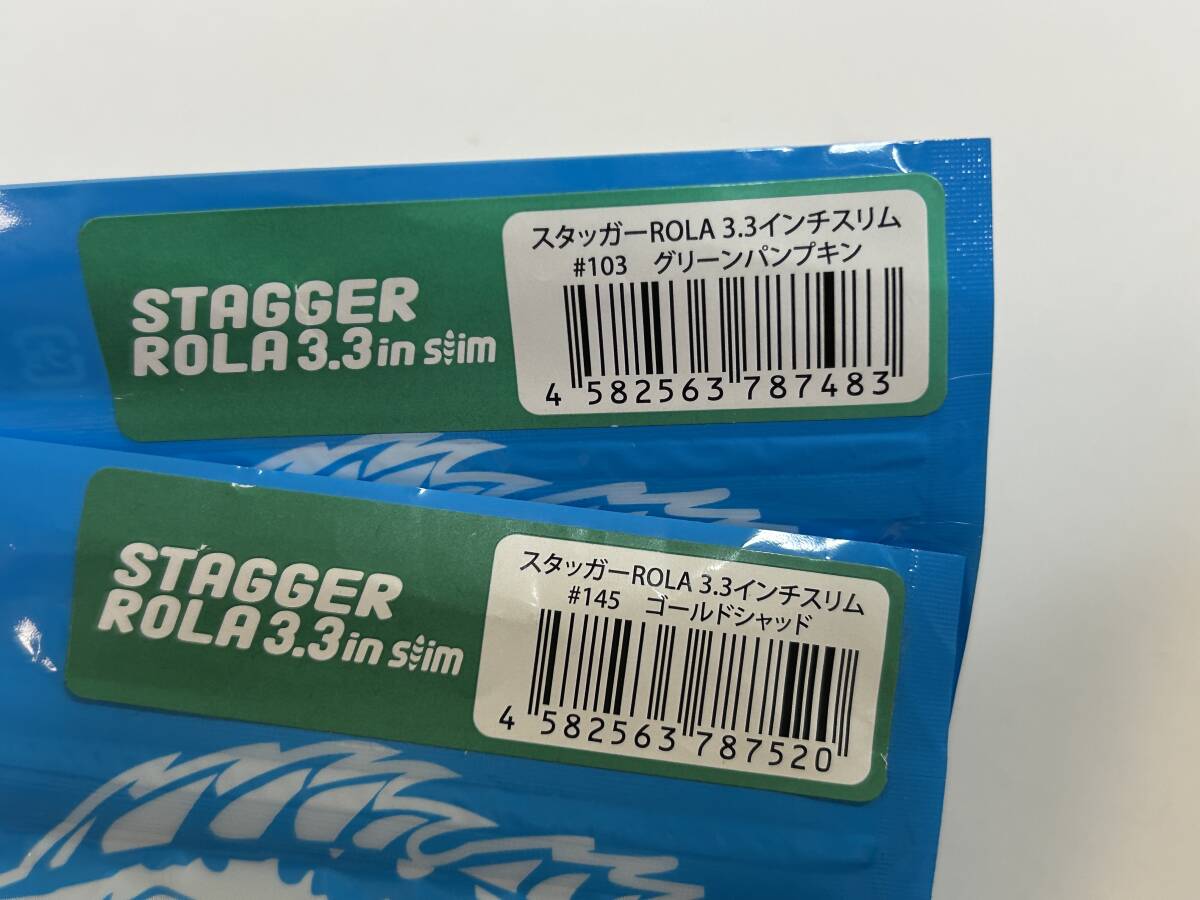 STAGGER
ROLA 3.3in slim
スタッガーROLA 3.3インチスリム
#103 グリーンパンプキン
4 582563 787483
STAGGER
ROLA 3.3in slim
スタッガーROLA 3.3インチスリム
#145 ゴールドシャッド
4 582563 787520